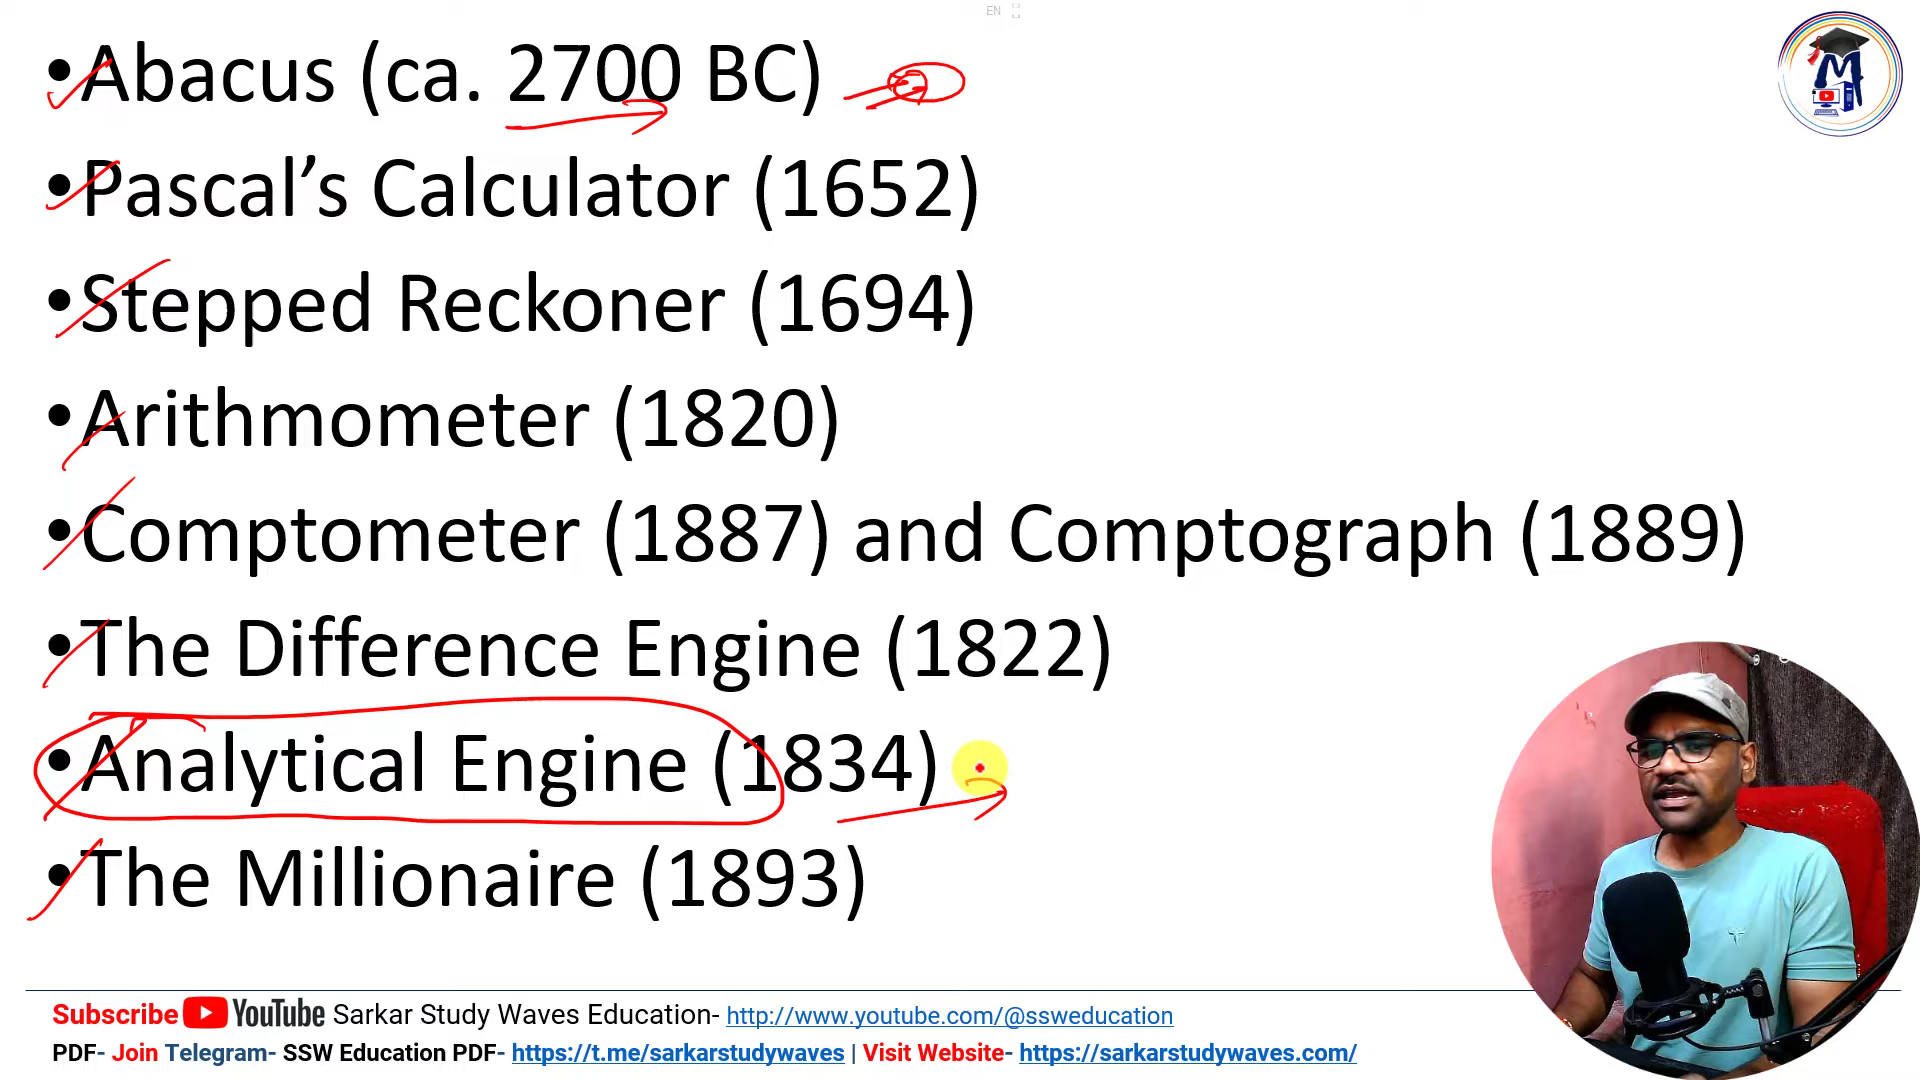 EN
•Abacus (ca. 2700 BC)
•Pascal’s Calculator (1652)
•Stepped Reckoner (1694)
•Arithmometer (1820)
•Comptometer (1887) and Comptograph (1889)
•The Difference Engine (1822)
•Analytical Engine (1834)
•The Millionaire (1893)
Subscribe YouTube Sarkar Study Waves Education- http://www.youtube.com/@ssweducation
PDF- Join Telegram- SSW Education PDF- https://t.me/sarkarstudywaves | Visit Website- https://sarkarstudywaves.com/